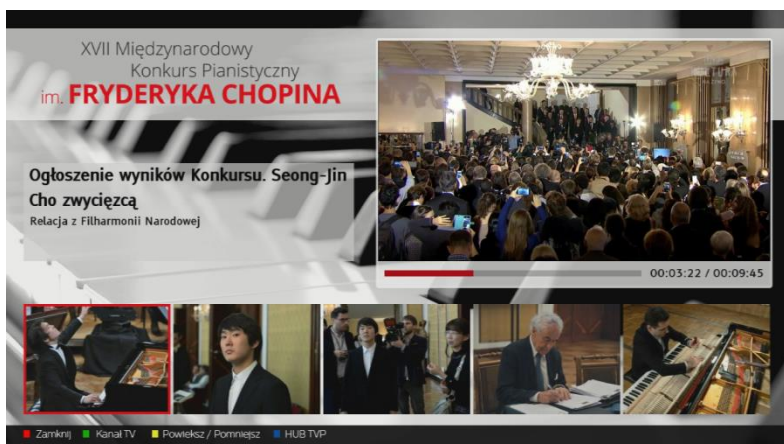 XVII Międzynarodowy
Konkurs Pianistyczny
im. FRYDERYKA CHOPINA
Ogłoszenie wyników Konkursu. Seong-Jin
Cho zwycięzcą
Relacja z Filharmonii Narodowej
00:03:22 / 00:09:45
Zamknij Kanał TV Powiększ / Pomniejsz HUB TVP